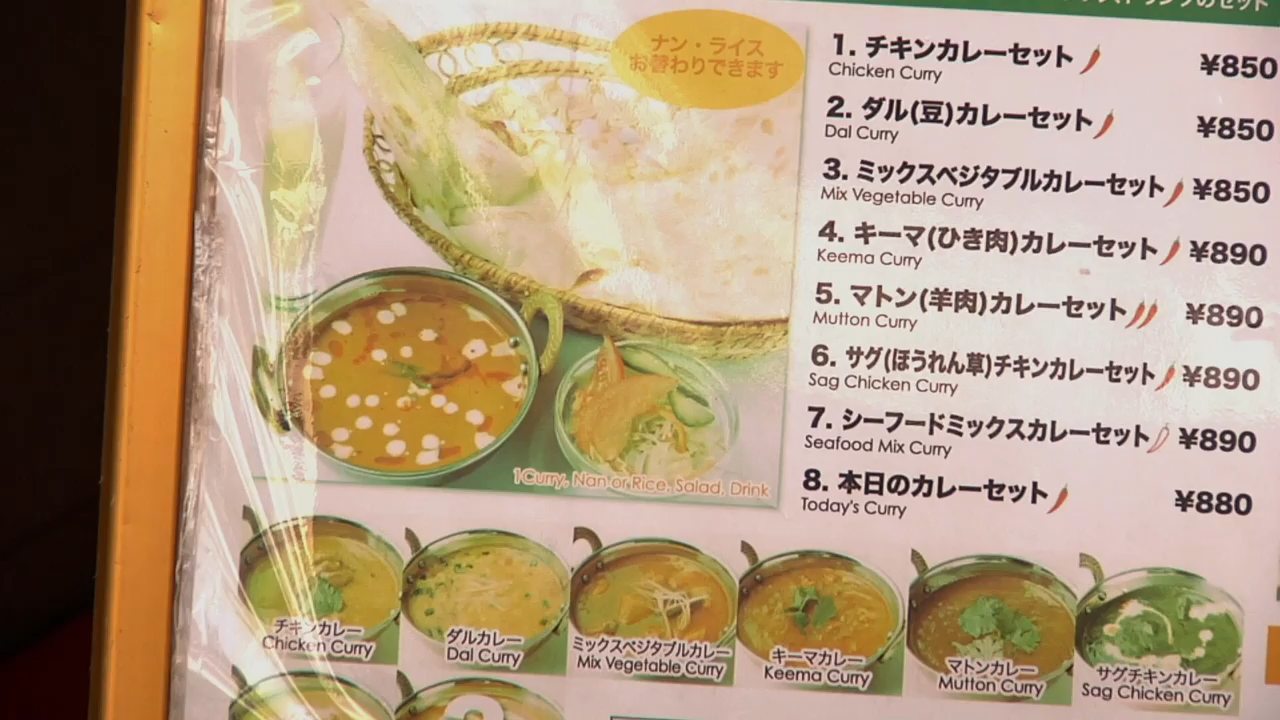 ナン・ライス
お替わりできます
1. チキンカレーセット ¥850
Chicken Curry
2. ダル(豆)カレーセット ¥850
Dal Curry
3. ミックスベジタブルカレーセット ¥850
Mix Vegetable Curry
4. キーマ(ひき肉)カレーセット ¥890
Keema Curry
5. マトン(羊肉)カレーセット ¥890
Mutton Curry
6. サグ(ほうれん草)チキンカレーセット ¥890
Sag Chicken Curry
7. シーフードミックスカレーセット ¥890
Seafood Mix Curry
8. 本日のカレーセット ¥880
Today's Curry
1Curry, Nan or Rice, Salad, Drink
チキンカレー
Chicken Curry
ダルカレー
Dal Curry
ミックスベジタブルカレー
Mix Vegetable Curry
キーマカレー
Keema Curry
マトンカレー
Mutton Curry
サグチキンカレー
Sag Chicken Curry